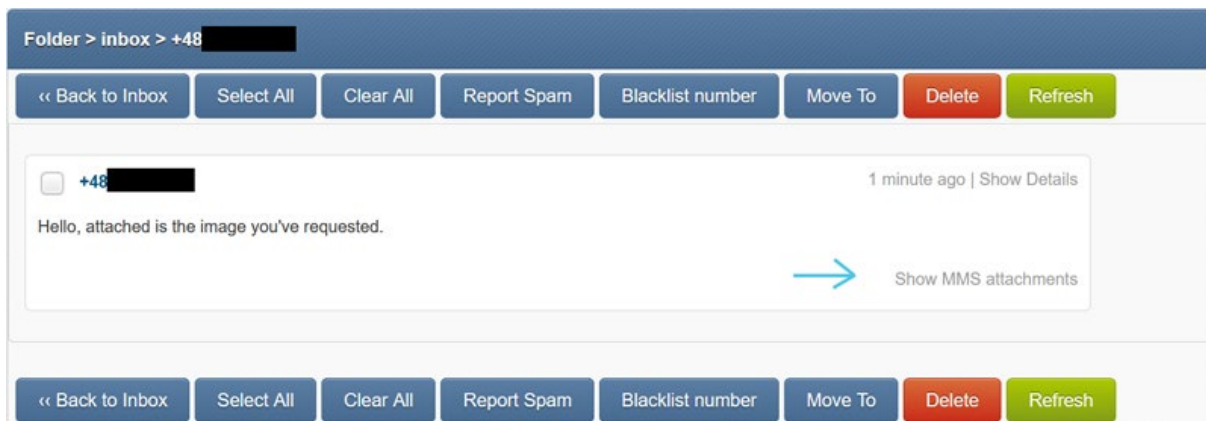 Folder > inbox > +48
‹‹ Back to Inbox Select All Clear All Report Spam Blacklist number Move To Delete Refresh
+48 1 minute ago | Show Details
Hello, attached is the image you've requested.
Show MMS attachments
‹‹ Back to Inbox Select All Clear All Report Spam Blacklist number Move To Delete Refresh